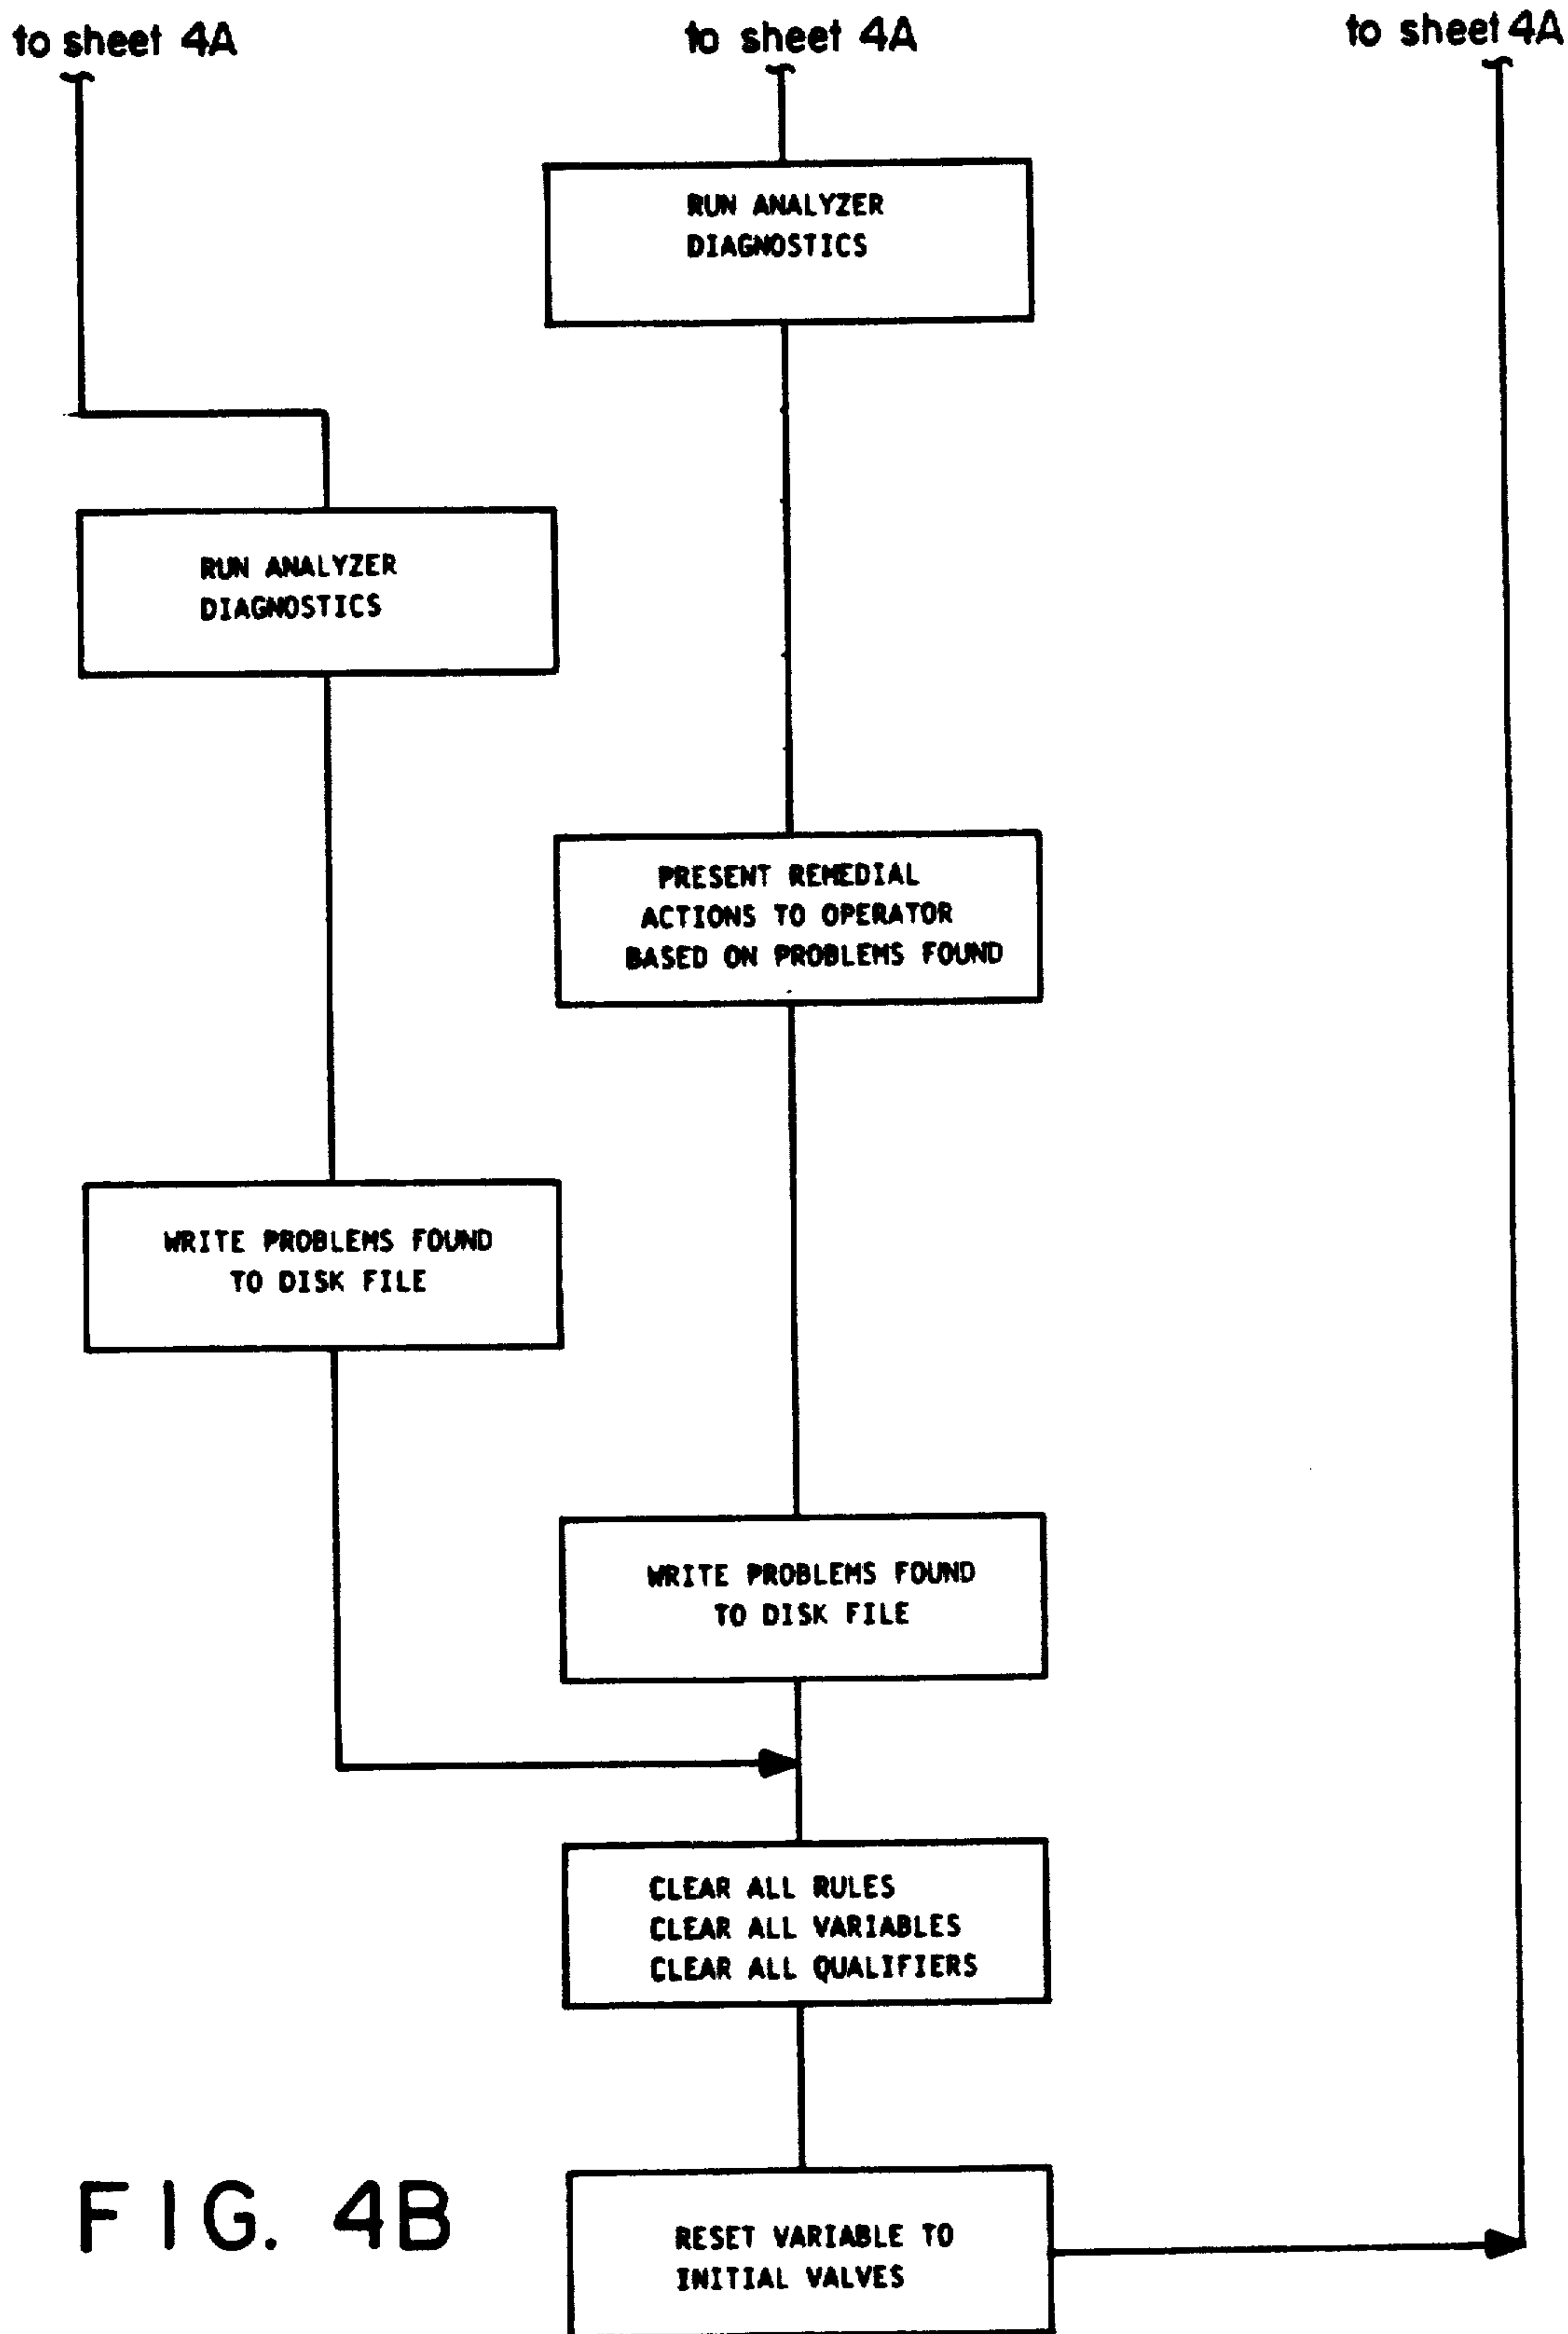 to sheet 4A
to sheet 4A
to sheet 4A
RUN ANALYZER
DIAGNOSTICS
RUN ANALYZER
DIAGNOSTICS
PRESENT REMEDIAL
ACTIONS TO OPERATOR
BASED ON PROBLEMS FOUND
WRITE PROBLEMS FOUND
TO DISK FILE
WRITE PROBLEMS FOUND
TO DISK FILE
CLEAR ALL RULES
CLEAR ALL VARIABLES
CLEAR ALL QUALIFIERS
RESET VARIABLE TO
INITIAL VALVES
FIG. 4B